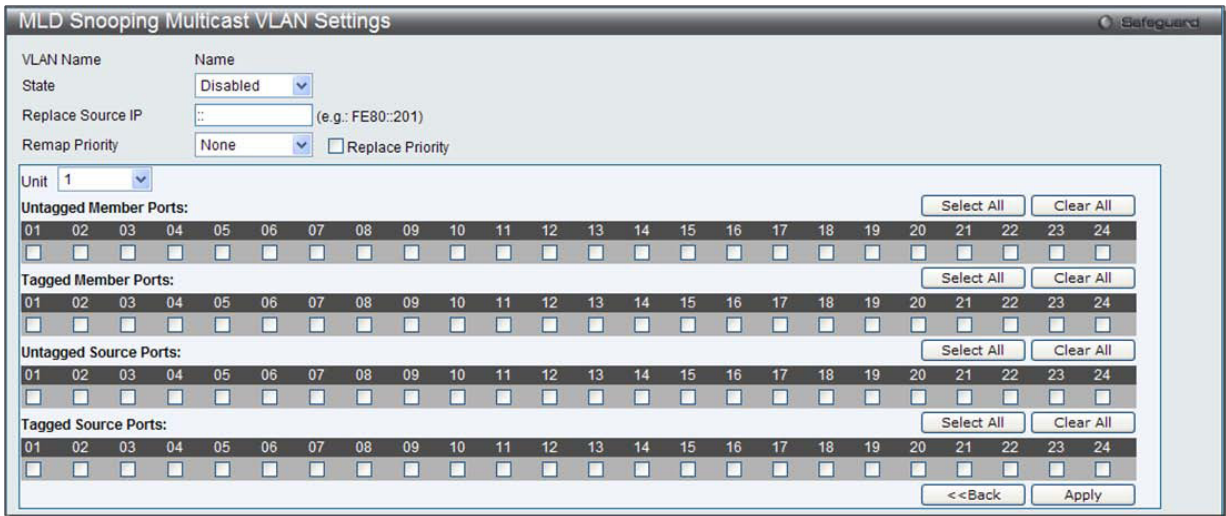 MLD Snooping Multicast VLAN Settings Safeguard
VLAN Name Name
State Disabled
Replace Source IP :: (e.g.: FE80::201)
Remap Priority None Replace Priority
Unit 1
Untagged Member Ports: Select All Clear All
01 02 03 04 05 06 07 08 09 10 11 12 13 14 15 16 17 18 19 20 21 22 23 24
Tagged Member Ports: Select All Clear All
01 02 03 04 05 06 07 08 09 10 11 12 13 14 15 16 17 18 19 20 21 22 23 24
Untagged Source Ports: Select All Clear All
01 02 03 04 05 06 07 08 09 10 11 12 13 14 15 16 17 18 19 20 21 22 23 24
Tagged Source Ports: Select All Clear All
01 02 03 04 05 06 07 08 09 10 11 12 13 14 15 16 17 18 19 20 21 22 23 24
<<Back Apply